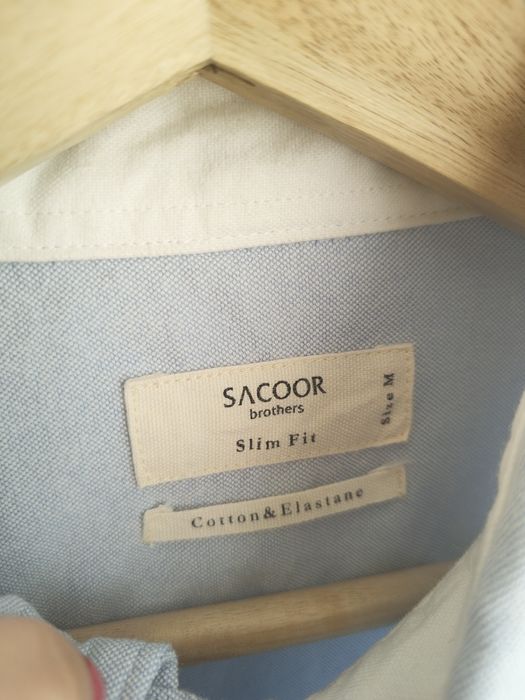 SACOOR
brothers
Slim Fit
Size M
Cotton&Elastane